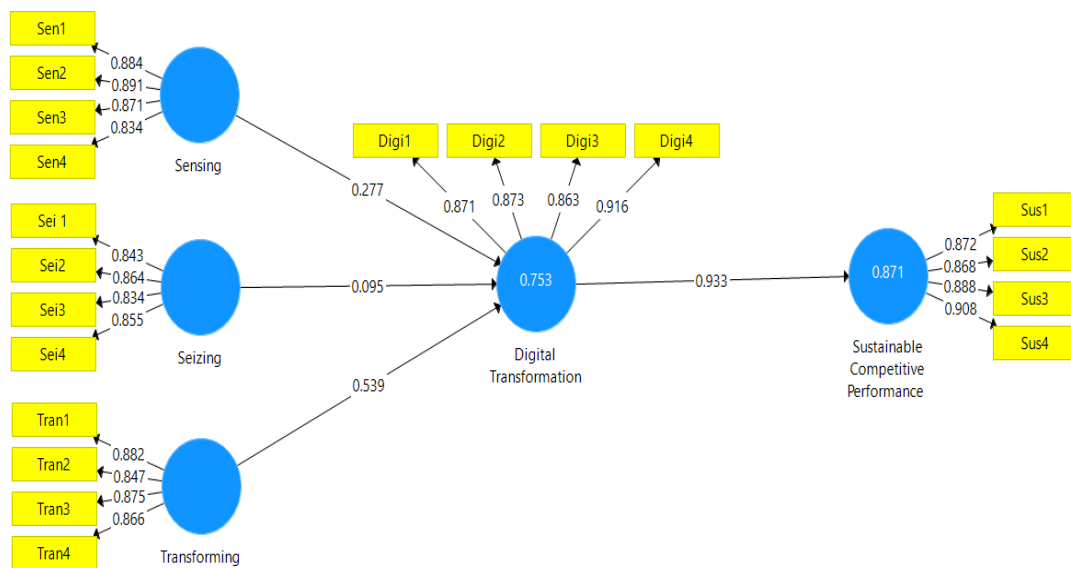 Sen1
Sen2
Sen3
Sen4
0.884
0.891
0.871
0.834
Sensing
Sei 1
Sei2
Sei3
Sei4
0.843
0.864
0.834
0.855
Seizing
Tran1
Tran2
Tran3
Tran4
0.882
0.847
0.875
0.866
Transforming
0.277
0.095
0.539
Digi1
Digi2
Digi3
Digi4
0.871
0.873
0.863
0.916
0.753
Digital
Transformation
0.933
0.871
Sustainable
Competitive
Performance
0.872
0.868
0.888
0.908
Sus1
Sus2
Sus3
Sus4